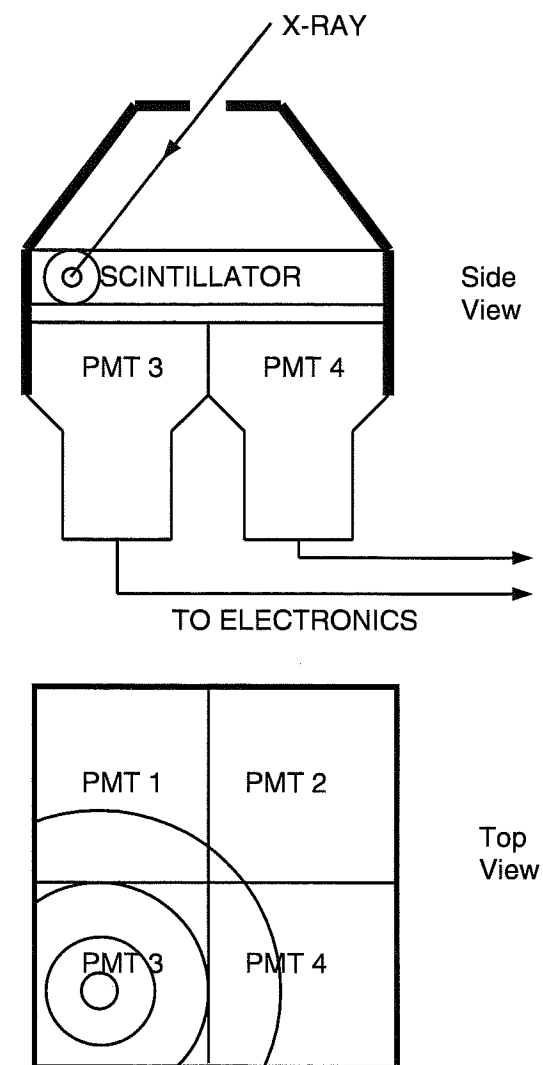 X-RAY
SCINTILLATOR
Side
View
PMT 3 PMT 4
TO ELECTRONICS
PMT 1 PMT 2
Top
View
PMT 3 PMT 4